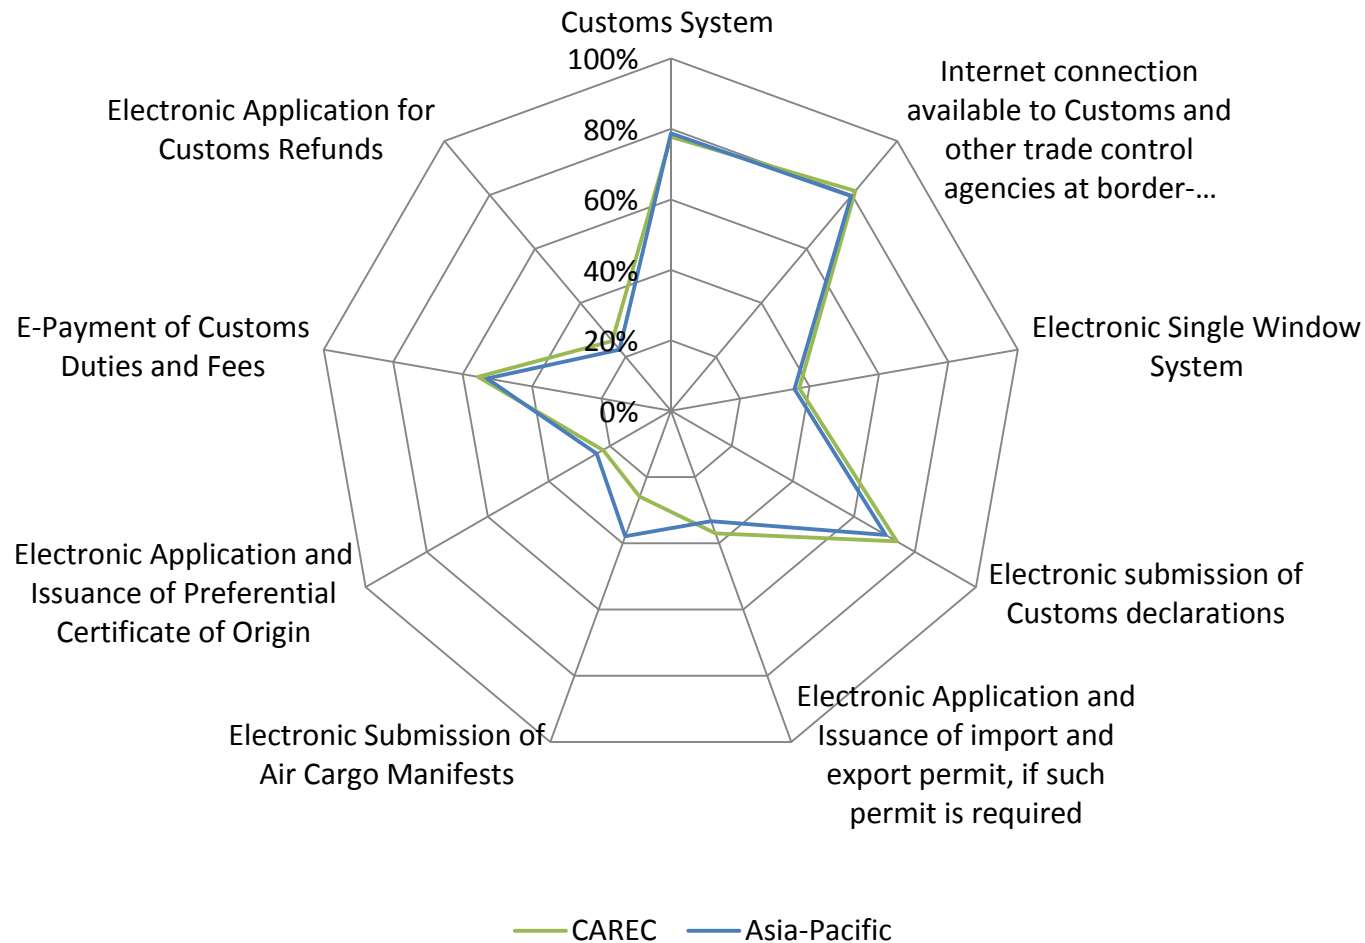 Customs System
100%
80%
60%
40%
20%
0%
Internet connection
available to Customs and
other trade control
agencies at border-...
Electronic Single Window
System
Electronic submission of
Customs declarations
Electronic Application and
Issuance of import and
export permit, if such
permit is required
Electronic Submission of
Air Cargo Manifests
Electronic Application and
Issuance of Preferential
Certificate of Origin
E-Payment of Customs
Duties and Fees
Electronic Application for
Customs Refunds
CAREC
Asia-Pacific